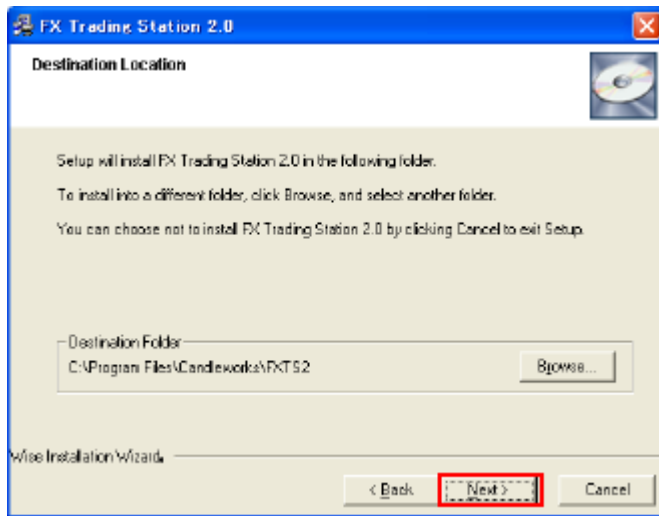 FX Trading Station 2.0
Destination Location
Setup will install FX Trading Station 2.0 in the following folder.
To install into a different folder, click Browse, and select another folder.
You can choose not to install FX Trading Station 2.0 by clicking Cancel to exit Setup.
Destination Folder
C:\Program Files\Candleworks\FXTS2
Browse...
Wise Installation Wizard
< Back
Next >
Cancel